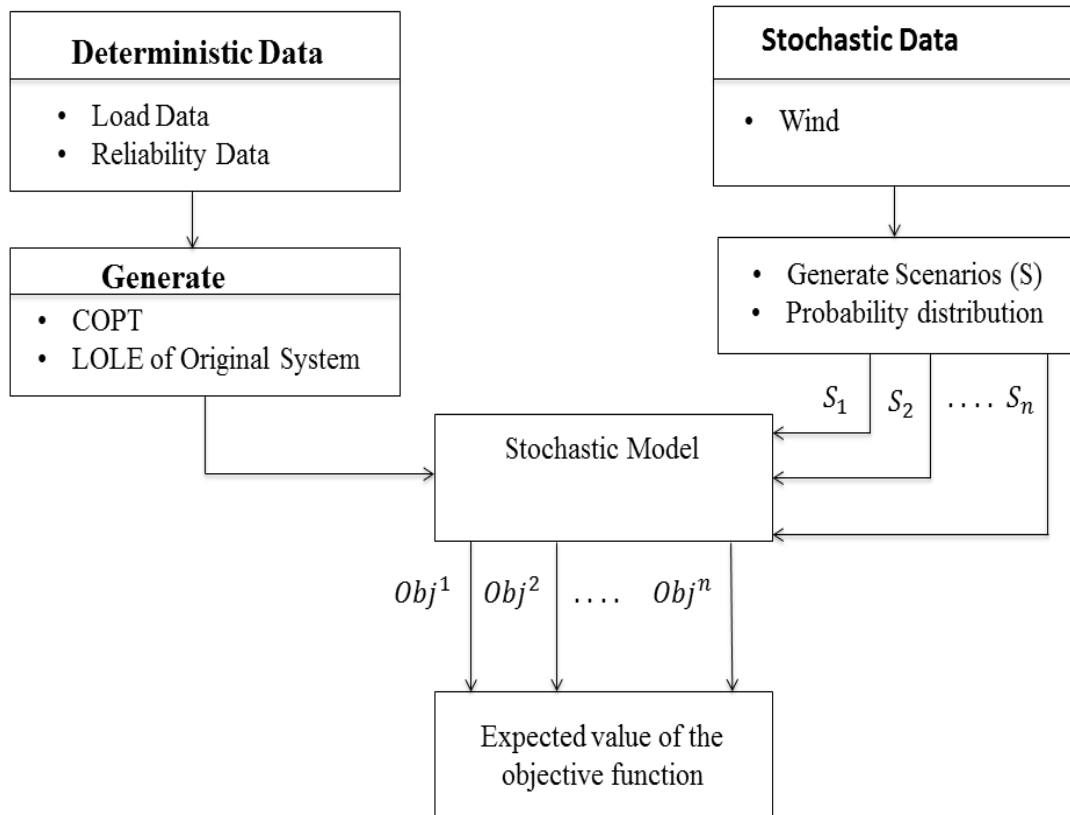 Deterministic Data
• Load Data
• Reliability Data
Stochastic Data
• Wind
Generate
• COPT
• LOLE of Original System
• Generate Scenarios (S)
• Probability distribution
S₁ S₂ .... Sₙ
Stochastic Model
Obj¹ Obj² .... Objⁿ
Expected value of the
objective function